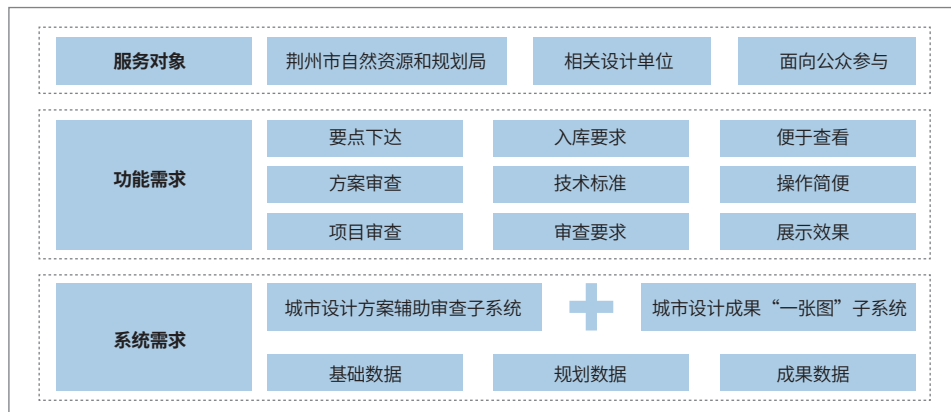 服务对象
荆州市自然资源和规划局
相关设计单位
面向公众参与
功能需求
要点下达
入库要求
便于查看
方案审查
技术标准
操作简便
项目审查
审查要求
展示效果
系统需求
城市设计方案辅助审查子系统
城市设计成果“一张图”子系统
基础数据
规划数据
成果数据